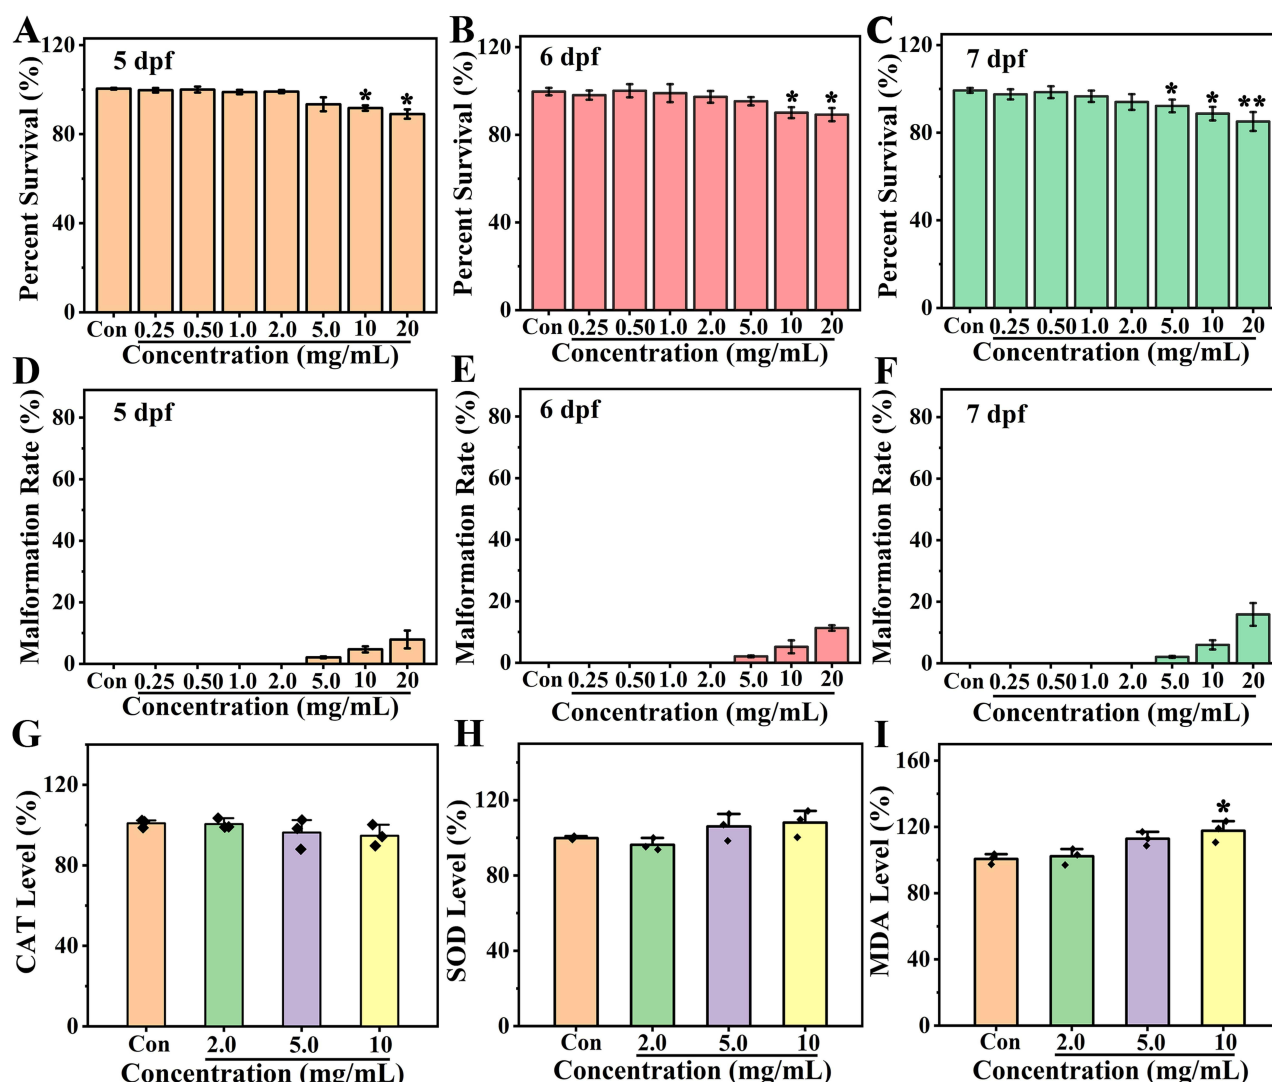 A
5 dpf
Percent Survival (%)
120
80
40
0
* *
Con 0.25 0.50 1.0 2.0 5.0 10 20
Concentration (mg/mL)
B
6 dpf
Percent Survival (%)
120
80
40
0
* *
Con 0.25 0.50 1.0 2.0 5.0 10 20
Concentration (mg/mL)
C
7 dpf
Percent Survival (%)
120
80
40
0
* * **
Con 0.25 0.50 1.0 2.0 5.0 10 20
Concentration (mg/mL)
D
5 dpf
Malformation Rate (%)
80
60
40
20
0
Con 0.25 0.50 1.0 2.0 5.0 10 20
Concentration (mg/mL)
E
6 dpf
Malformation Rate (%)
80
60
40
20
0
Con 0.25 0.50 1.0 2.0 5.0 10 20
Concentration (mg/mL)
F
7 dpf
Malformation Rate (%)
80
60
40
20
0
Con 0.25 0.50 1.0 2.0 5.0 10 20
Concentration (mg/mL)
G
CAT Level (%)
120
80
40
0
Con 2.0 5.0 10
Concentration (mg/mL)
H
SOD Level (%)
120
80
40
0
Con 2.0 5.0 10
Concentration (mg/mL)
I
MDA Level (%)
160
120
80
40
0
*
Con 2.0 5.0 10
Concentration (mg/mL)